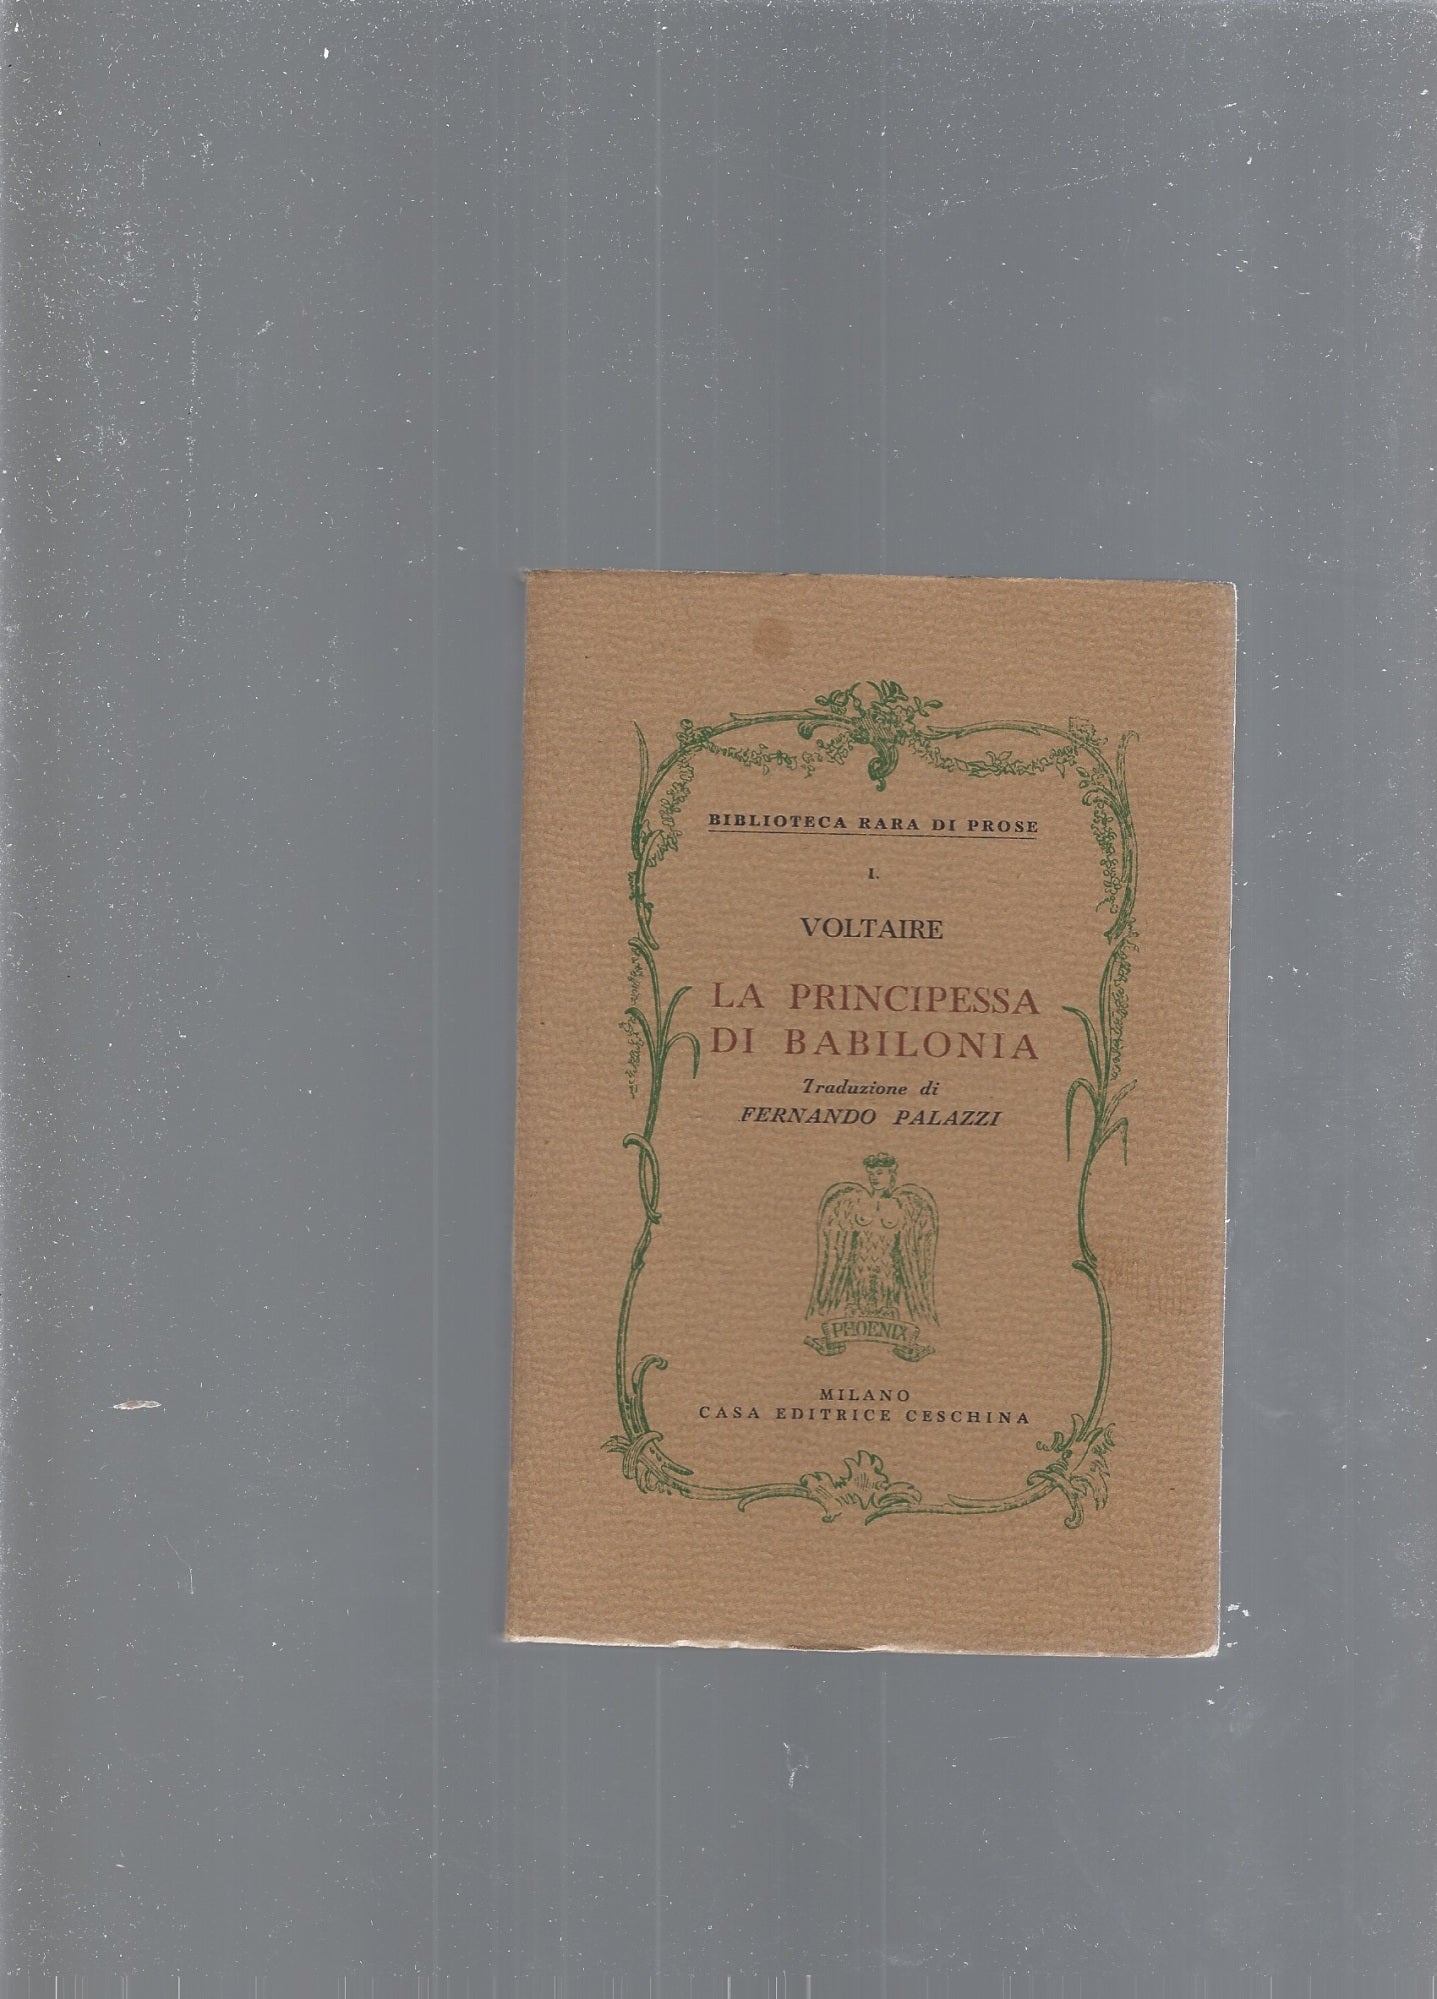 BIBLIOTECA RARA DI PROSE
I.
VOLTAIRE
LA PRINCIPESSA
DI BABILONIA
Traduzione di
FERNANDO PALAZZI
PHOENIX
MILANO
CASA EDITRICE CESCHINA